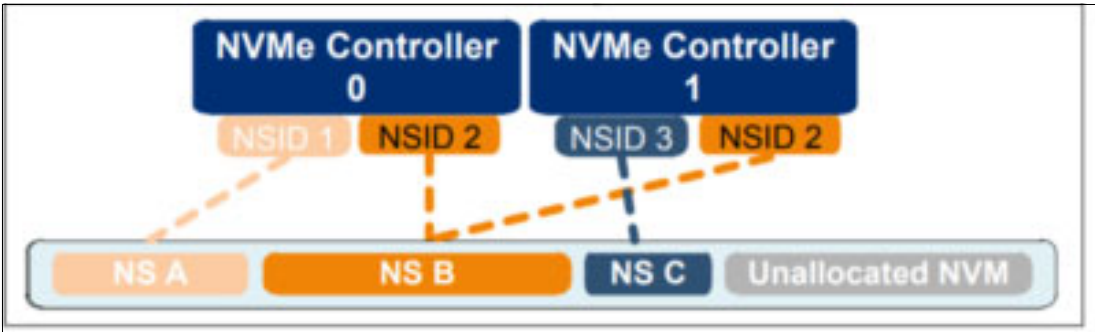 NVMe Controller
0
NVMe Controller
1
NSID 1
NSID 2
NSID 3
NSID 2
NS A
NS B
NS C
Unallocated NVM